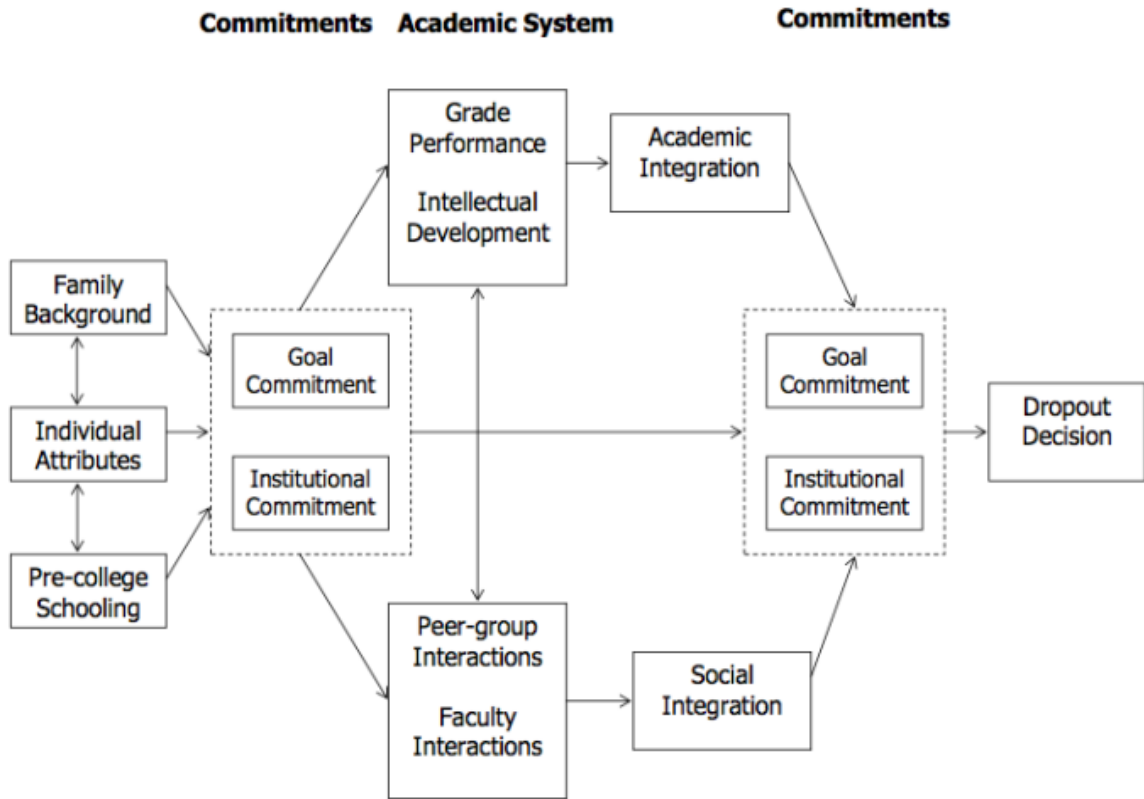 Commitments
Academic System
Commitments
Grade
Performance
Intellectual
Development
Academic
Integration
Family
Background
Individual
Attributes
Pre-college
Schooling
Goal
Commitment
Institutional
Commitment
Goal
Commitment
Institutional
Commitment
Dropout
Decision
Peer-group
Interactions
Faculty
Interactions
Social
Integration